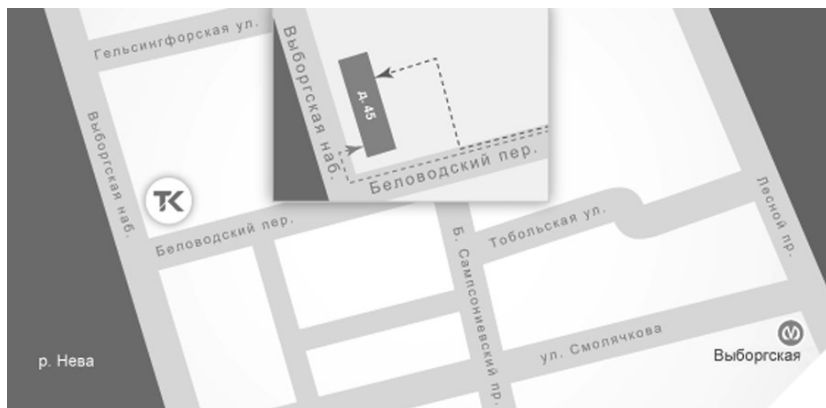 Гельсингфорская ул.
Выборгская наб.
д. 45
Беловодский пер.
Выборгская наб.
ТК
Беловодский пер.
Б. Сампсониевский пр.
Тобольская ул.
Лесной пр.
ул. Смолячкова
р. Нева
Выборгская